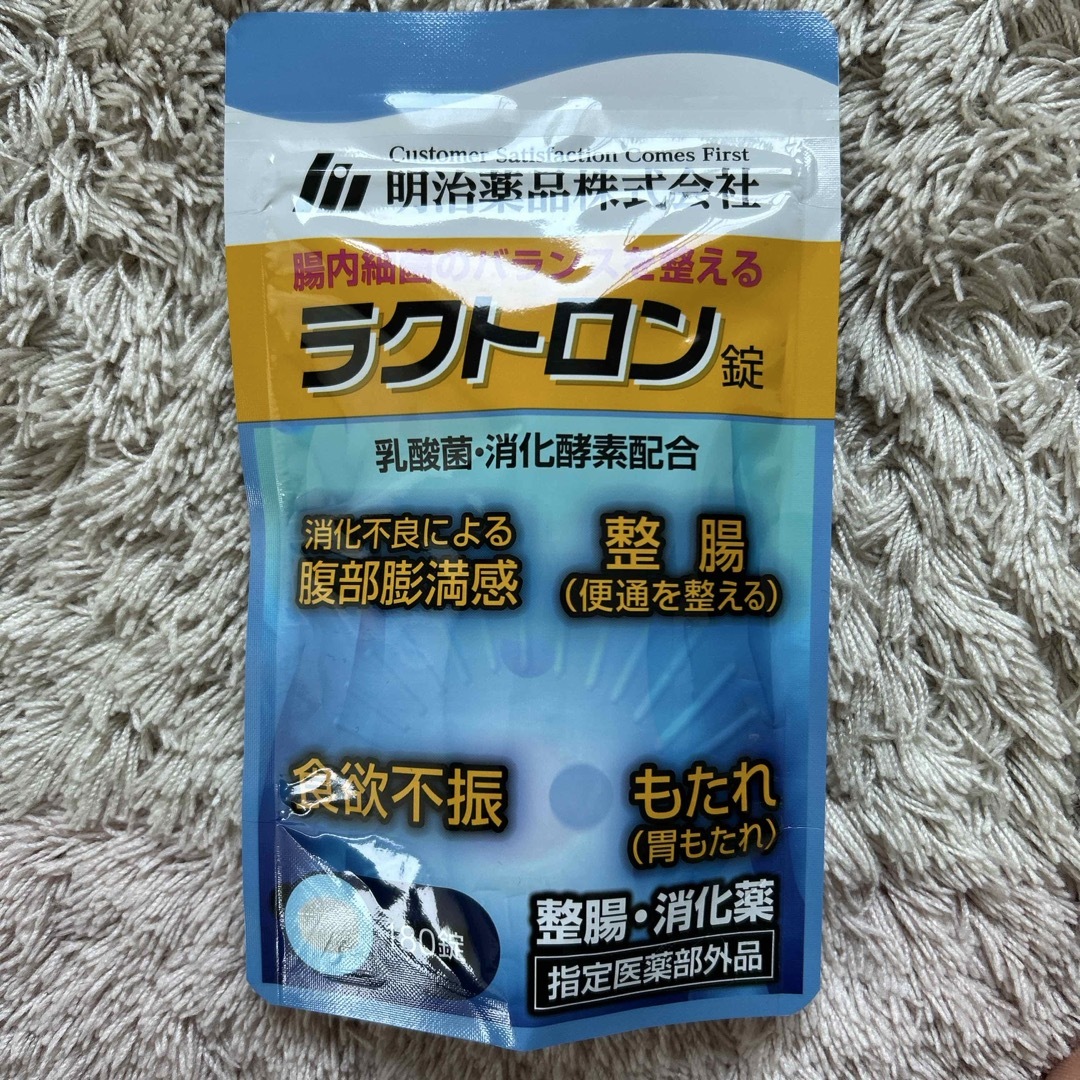 Customer Satisfaction Comes First
明治薬品株式会社
腸内細菌のバランスを整える
ラクトロン錠
乳酸菌・消化酵素配合
消化不良による
腹部膨満感
整腸
(便通を整える)
食欲不振
もたれ
(胃もたれ)
180錠
整腸・消化薬
指定医薬部外品